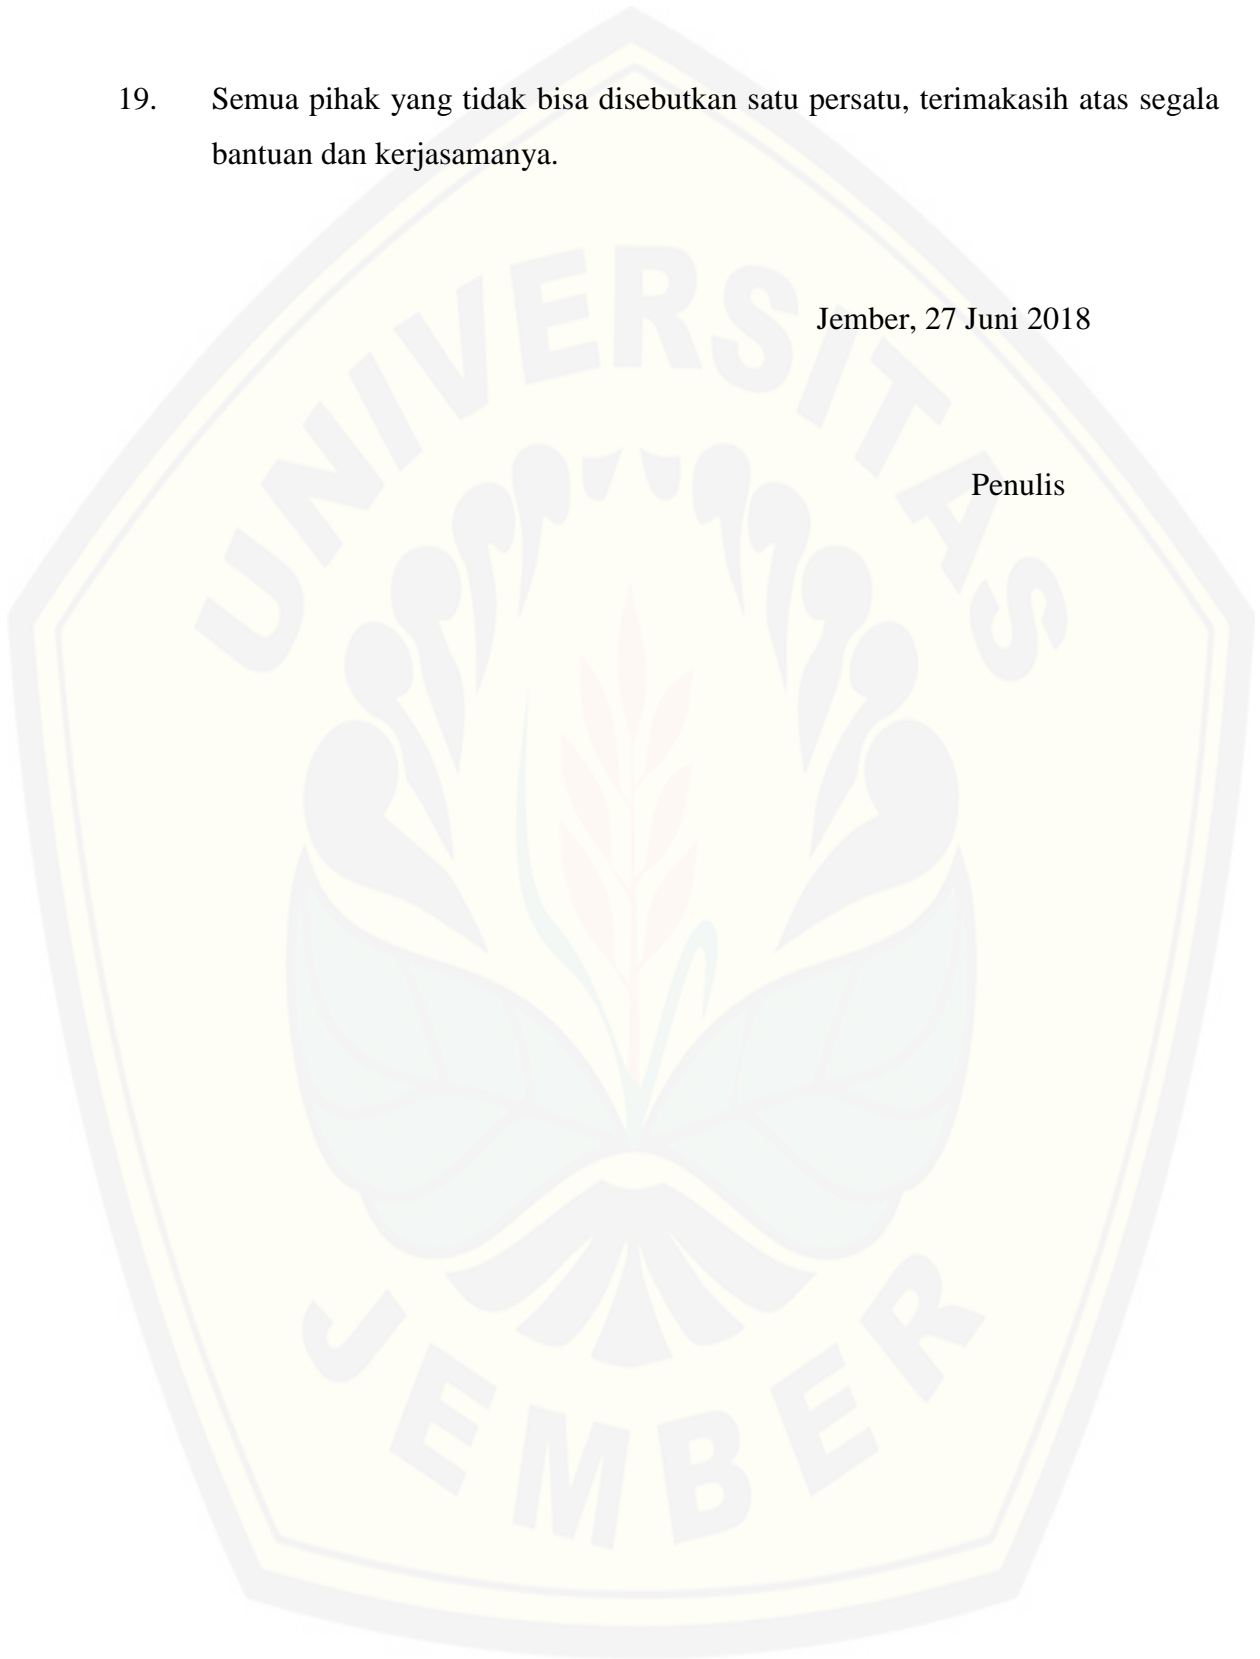 19. Semua pihak yang tidak bisa disebutkan satu persatu, terimakasih atas segala
bantuan dan kerjasamanya.
Jember, 27 Juni 2018
Penulis
UNIVERSITAS
JEMBER